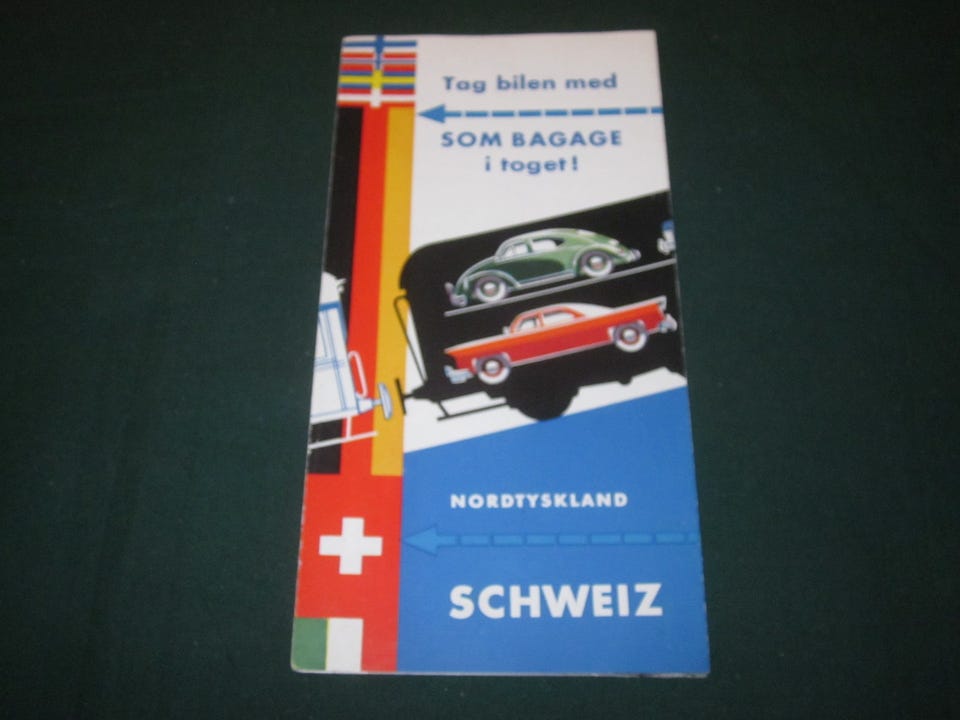 Tag bilen med
SOM BAGAGE
i toget!
NORDTYSKLAND
SCHWEIZ